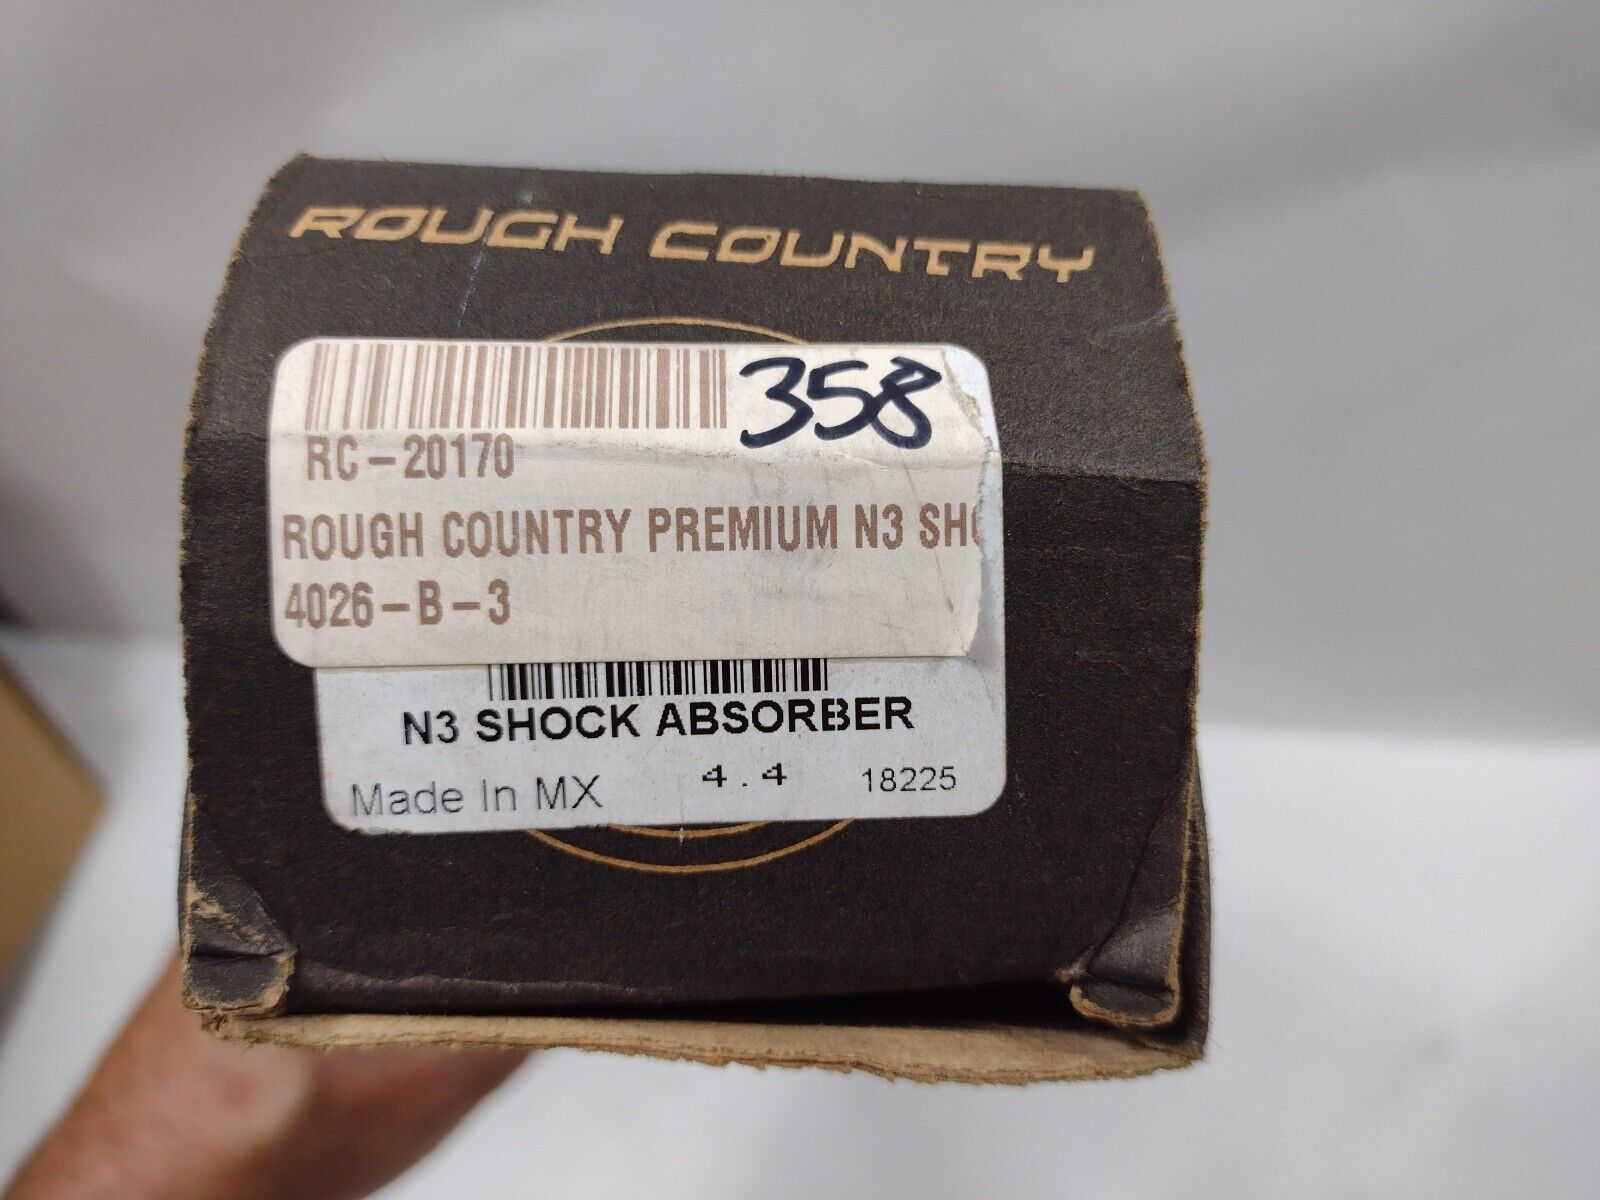 ROUGH COUNTRY
358
RC-20170
ROUGH COUNTRY PREMIUM N3
4026-B-3
N3 SHOCK ABSORBER
Made In MX 4.4 18225